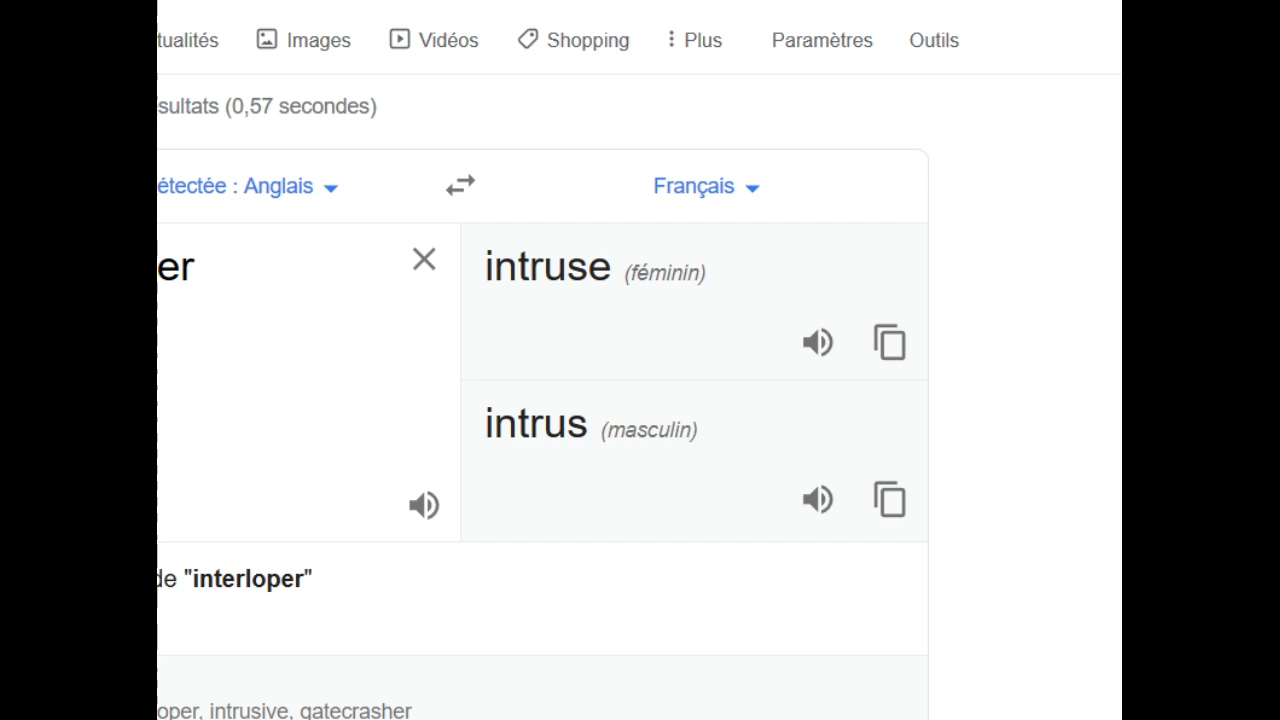 tualités Images Vidéos Shopping Plus Paramètres Outils
sultats (0,57 secondes)
étectée : Anglais Français
er
intruse (féminin)
intrus (masculin)
de "interloper"
oper, intrusive, gatecrasher